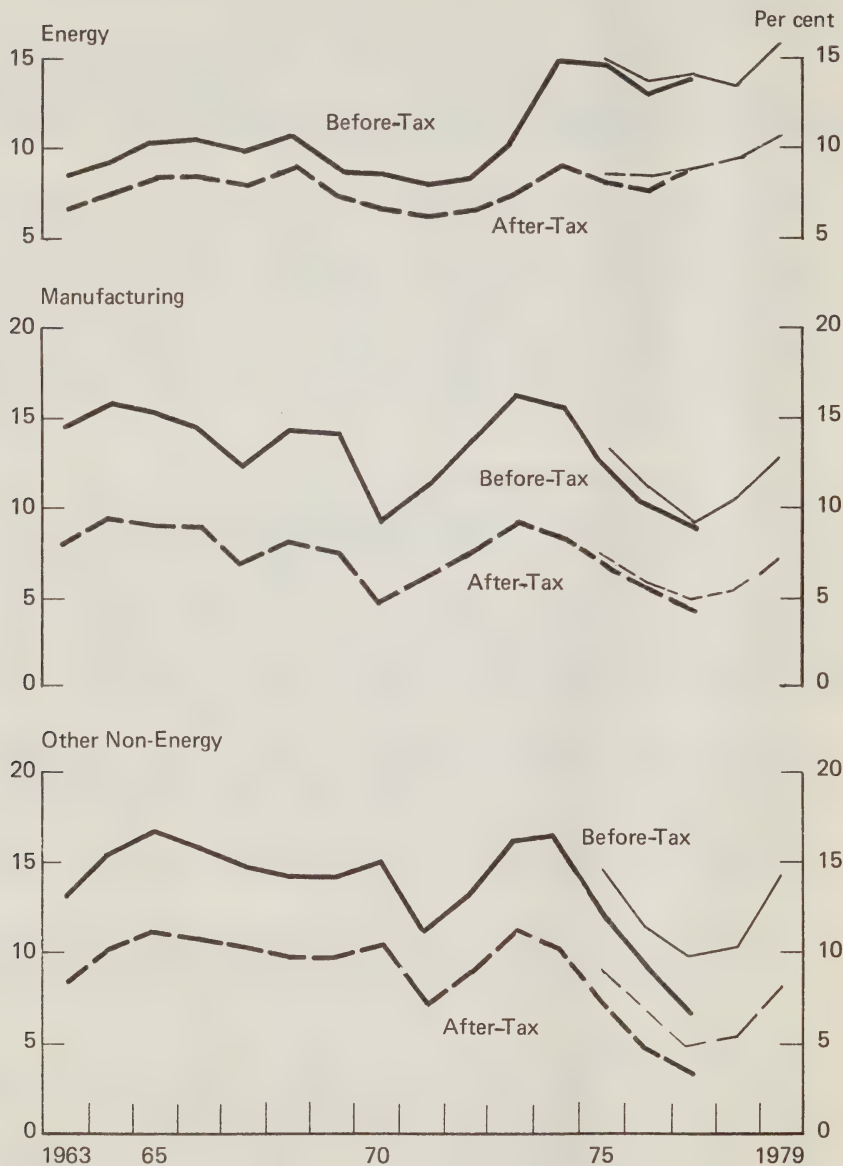 Per cent
Energy
15 15
Before-Tax
10 10
After-Tax
5 5
Manufacturing
20 20
15 15
Before-Tax
10 10
After-Tax
5 5
0 0
Other Non-Energy
20 20
Before-Tax
15 15
10 10
After-Tax
5 5
0 0
1963 65 70 75 1979